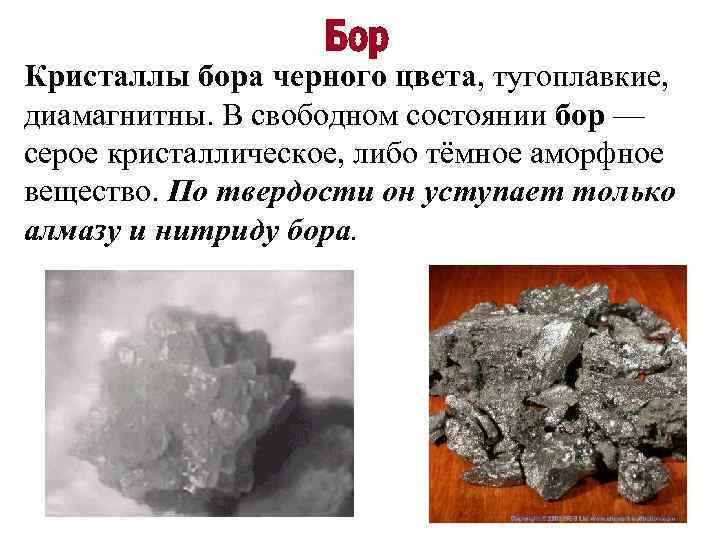 Бор
Кристаллы бора черного цвета, тугоплавкие,
диамагнитны. В свободном состоянии бор —
серое кристаллическое, либо тёмное аморфное
вещество. По твердости он уступает только
алмазу и нитриду бора.